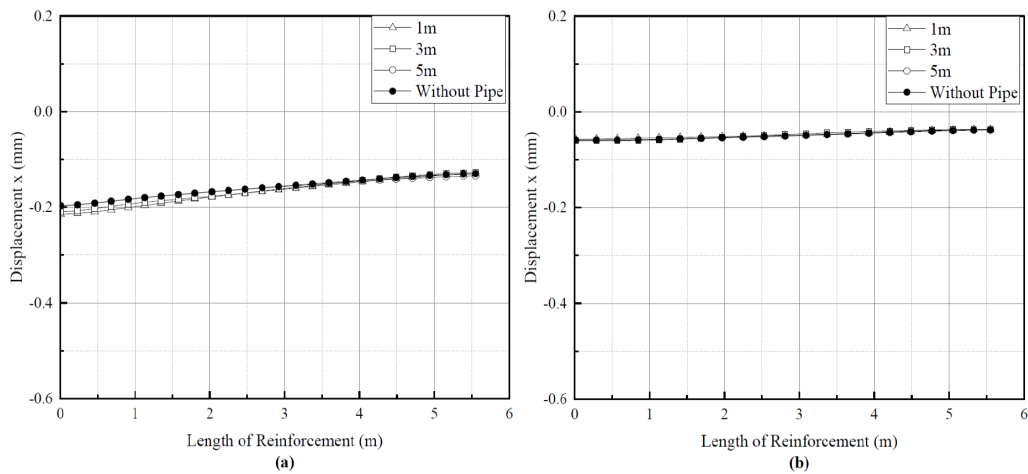 0.2
0.0
-0.2
-0.4
-0.6
Displacement x (mm)
1m
3m
5m
Without Pipe
0 1 2 3 4 5 6
Length of Reinforcement (m)
(a)
0.2
0.0
-0.2
-0.4
-0.6
Displacement x (mm)
1m
3m
5m
Without Pipe
0 1 2 3 4 5 6
Length of Reinforcement (m)
(b)